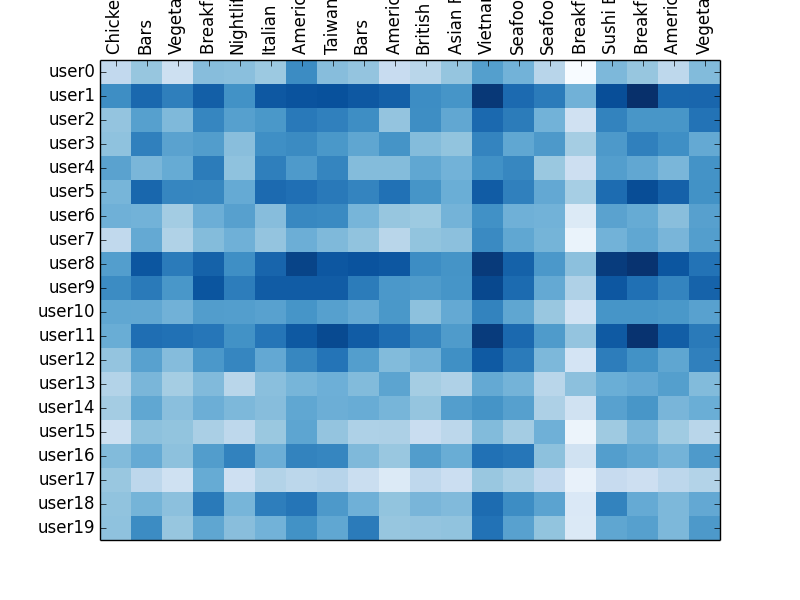 Chicke
Bars
Vegeta
Breakf
Nightli
Italian
Americ
Taiwan
Bars
Americ
British
Asian F
Vietnar
Seafoo
Seafoo
Breakf
Sushi E
Breakf
Americ
Vegeta
user0
user1
user2
user3
user4
user5
user6
user7
user8
user9
user10
user11
user12
user13
user14
user15
user16
user17
user18
user19